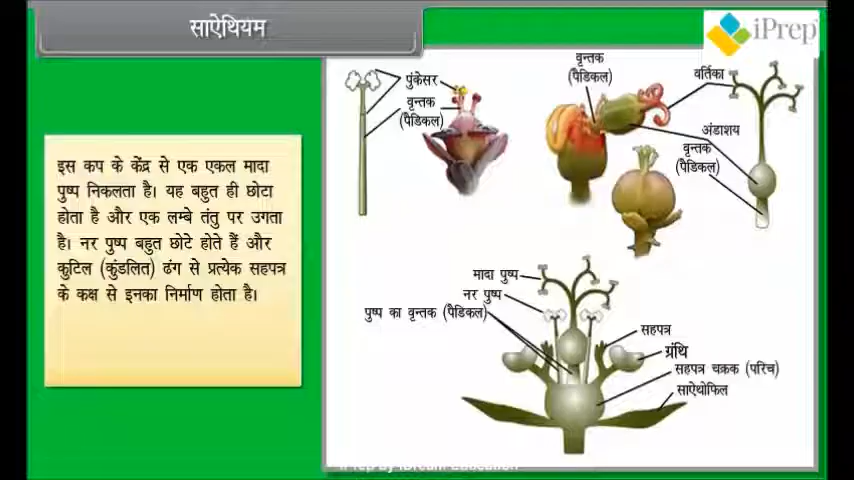 साऐथियम
iPrep
इस कप के केंद्र से एक एकल मादा
पुष्प निकलता है। यह बहुत ही छोटा
होता है और एक लम्बे तंतु पर उगता
है। नर पुष्प बहुत छोटे होते हैं और
कुटिल (कुंडलित) ढंग से प्रत्येक सहपत्र
के कक्ष से इनका निर्माण होता है।
पुंकेसर
वृन्तक
(पैडिकल)
वृन्तक
(पैडिकल)
वर्तिका
अंडाशय
वृन्तक
(पैडिकल)
मादा पुष्प
नर पुष्प
पुष्प का वृन्तक (पैडिकल)
सहपत्र
ग्रंथि
सहपत्र चक्रक (परिच)
साऐथोफिल